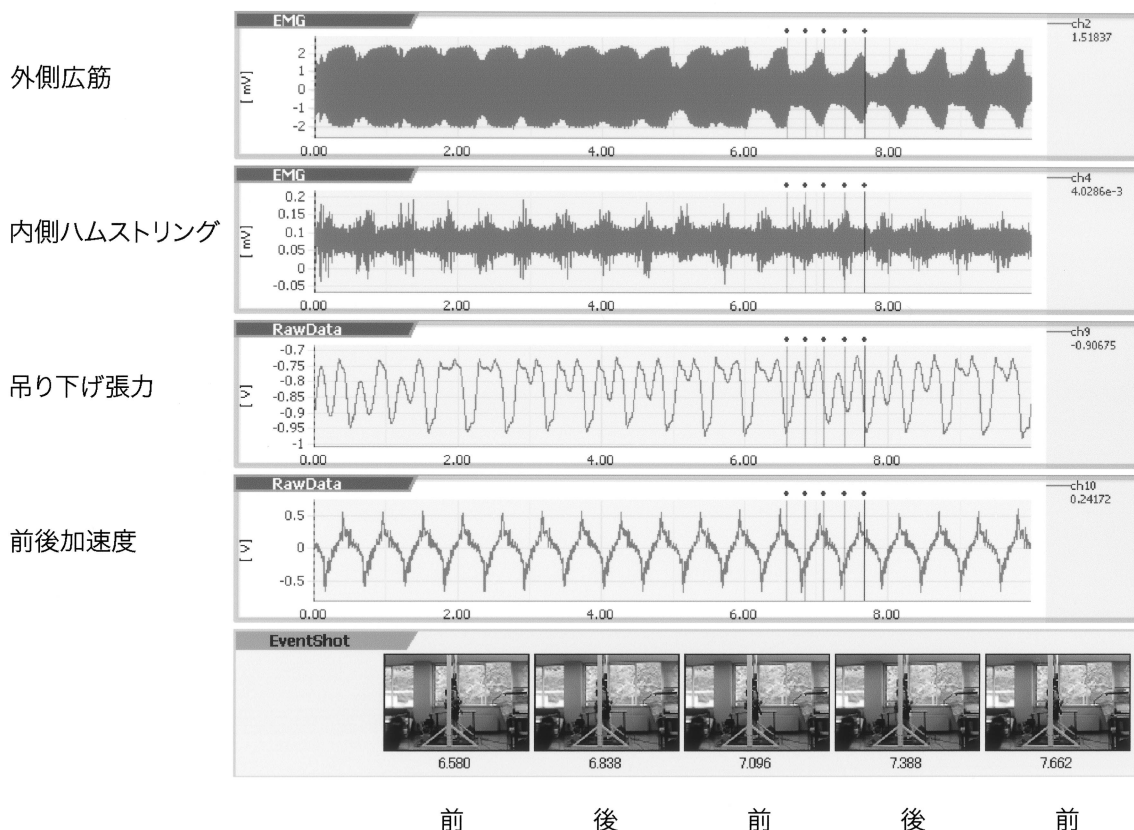 EMG
外側広筋
[ mV]
2
1
0
-1
-2
0.00 2.00 4.00 6.00 8.00
ch2
1.51837
EMG
内側ハムストリング
[ mV]
0.2
0.15
0.1
0.05
0
-0.05
0.00 2.00 4.00 6.00 8.00
ch4
4.0286e-3
RawData
吊り下げ張力
[ V]
-0.7
-0.75
-0.8
-0.85
-0.9
-0.95
-1
0.00 2.00 4.00 6.00 8.00
ch9
-0.90675
RawData
前後加速度
[ V]
0.5
0
-0.5
0.00 2.00 4.00 6.00 8.00
ch10
0.24172
EventShot
6.580 6.838 7.096 7.388 7.662
前 後 前 後 前